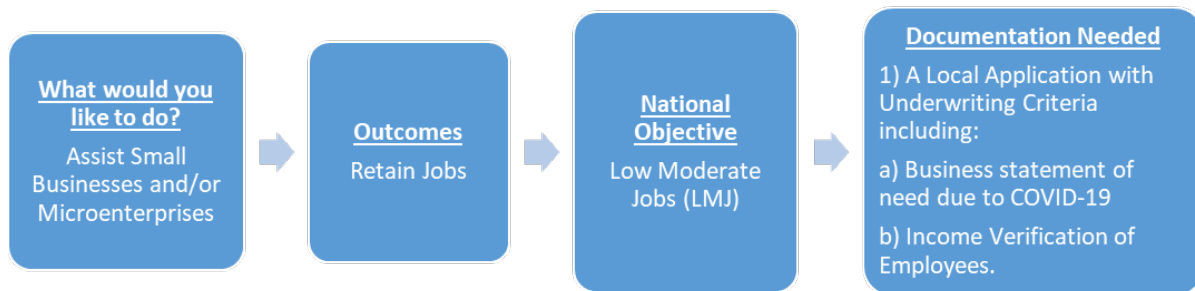 What would you
like to do?
Assist Small
Businesses and/or
Microenterprises
Outcomes
Retain Jobs
National
Objective
Low Moderate
Jobs (LMJ)
Documentation Needed
1) A Local Application with
Underwriting Criteria
including:
a) Business statement of
need due to COVID-19
b) Income Verification of
Employees.